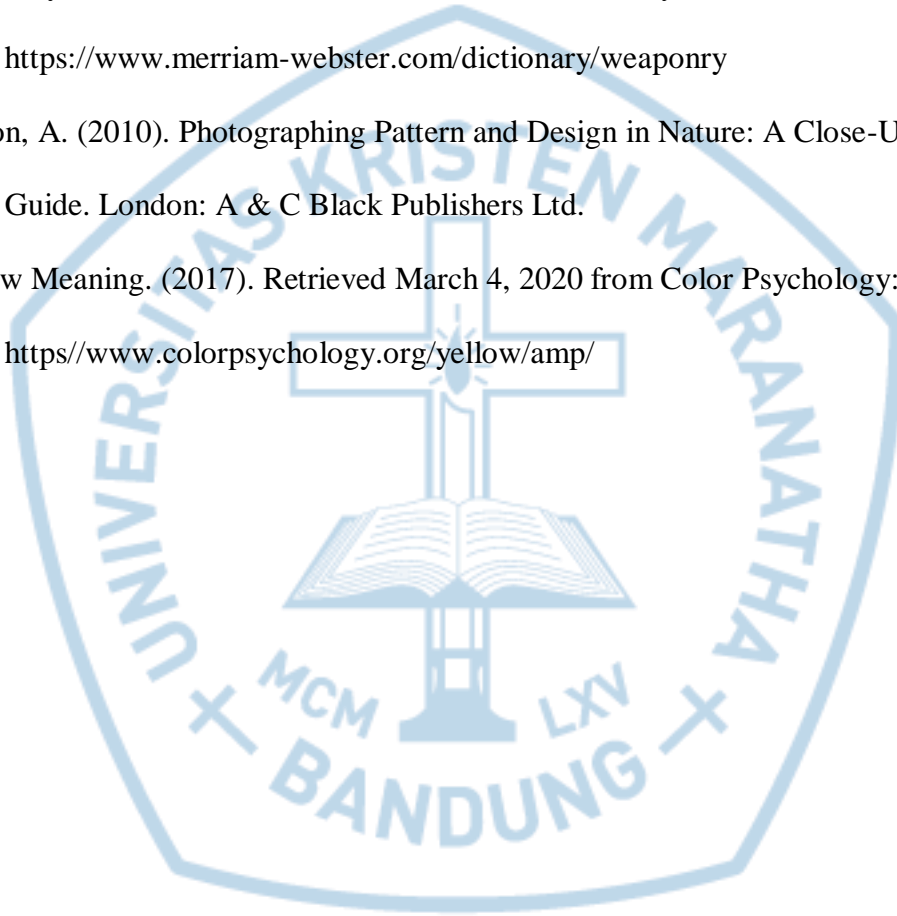 https://www.merriam-webster.com/dictionary/weaponry
on, A. (2010). Photographing Pattern and Design in Nature: A Close-U
Guide. London: A & C Black Publishers Ltd.
w Meaning. (2017). Retrieved March 4, 2020 from Color Psychology:
https//www.colorpsychology.org/yellow/amp/
UNIVERSITAS KRISTEN MARANATHA
MCM LXV
BANDUNG